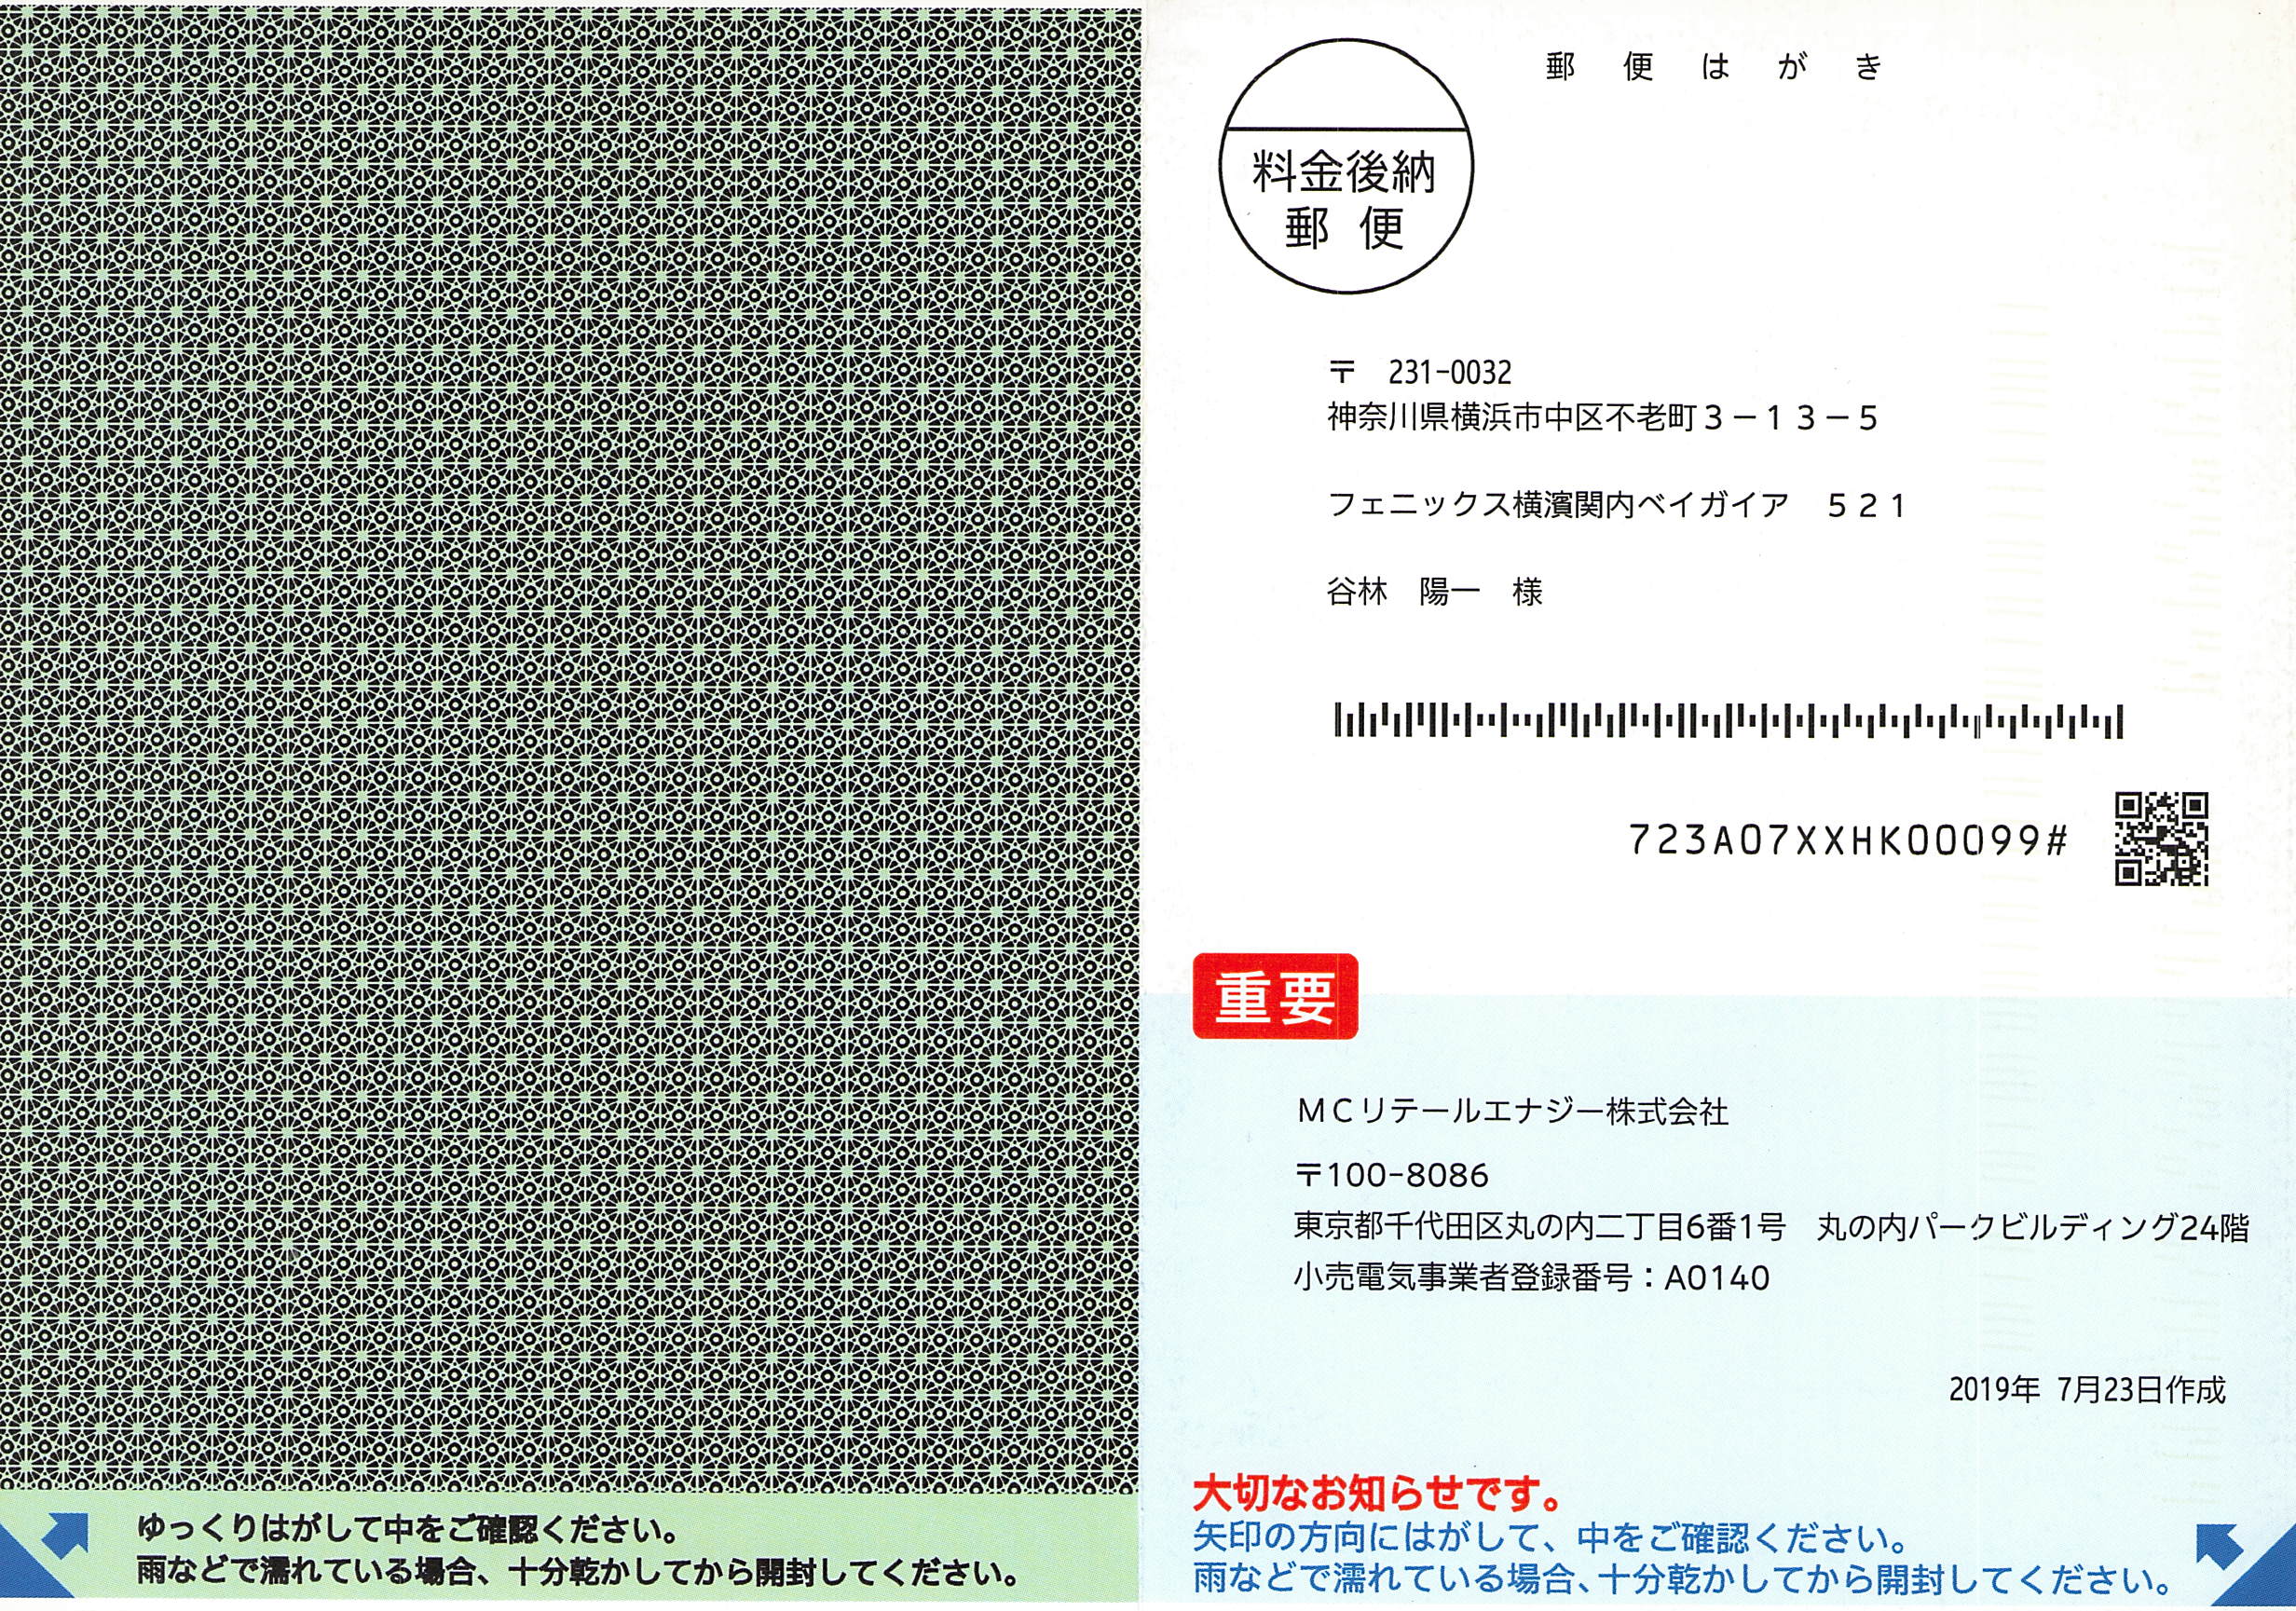 ゆっくりはがして中をご確認ください。
雨などで濡れている場合、十分乾かしてから開封してください。
郵便はがき
料金後納
郵便
〒 231-0032
神奈川県横浜市中区不老町3－13－5
フェニックス横濱関内ベイガイア 521
谷林 陽一 様
723A07XXHK00099#
重要
MCリテールエナジー株式会社
〒100-8086
東京都千代田区丸の内二丁目6番1号 丸の内パークビルディング24階
小売電気事業者登録番号：A0140
2019年 7月23日作成
大切なお知らせです。
矢印の方向にはがして、中をご確認ください。
雨などで濡れている場合、十分乾かしてから開封してください。